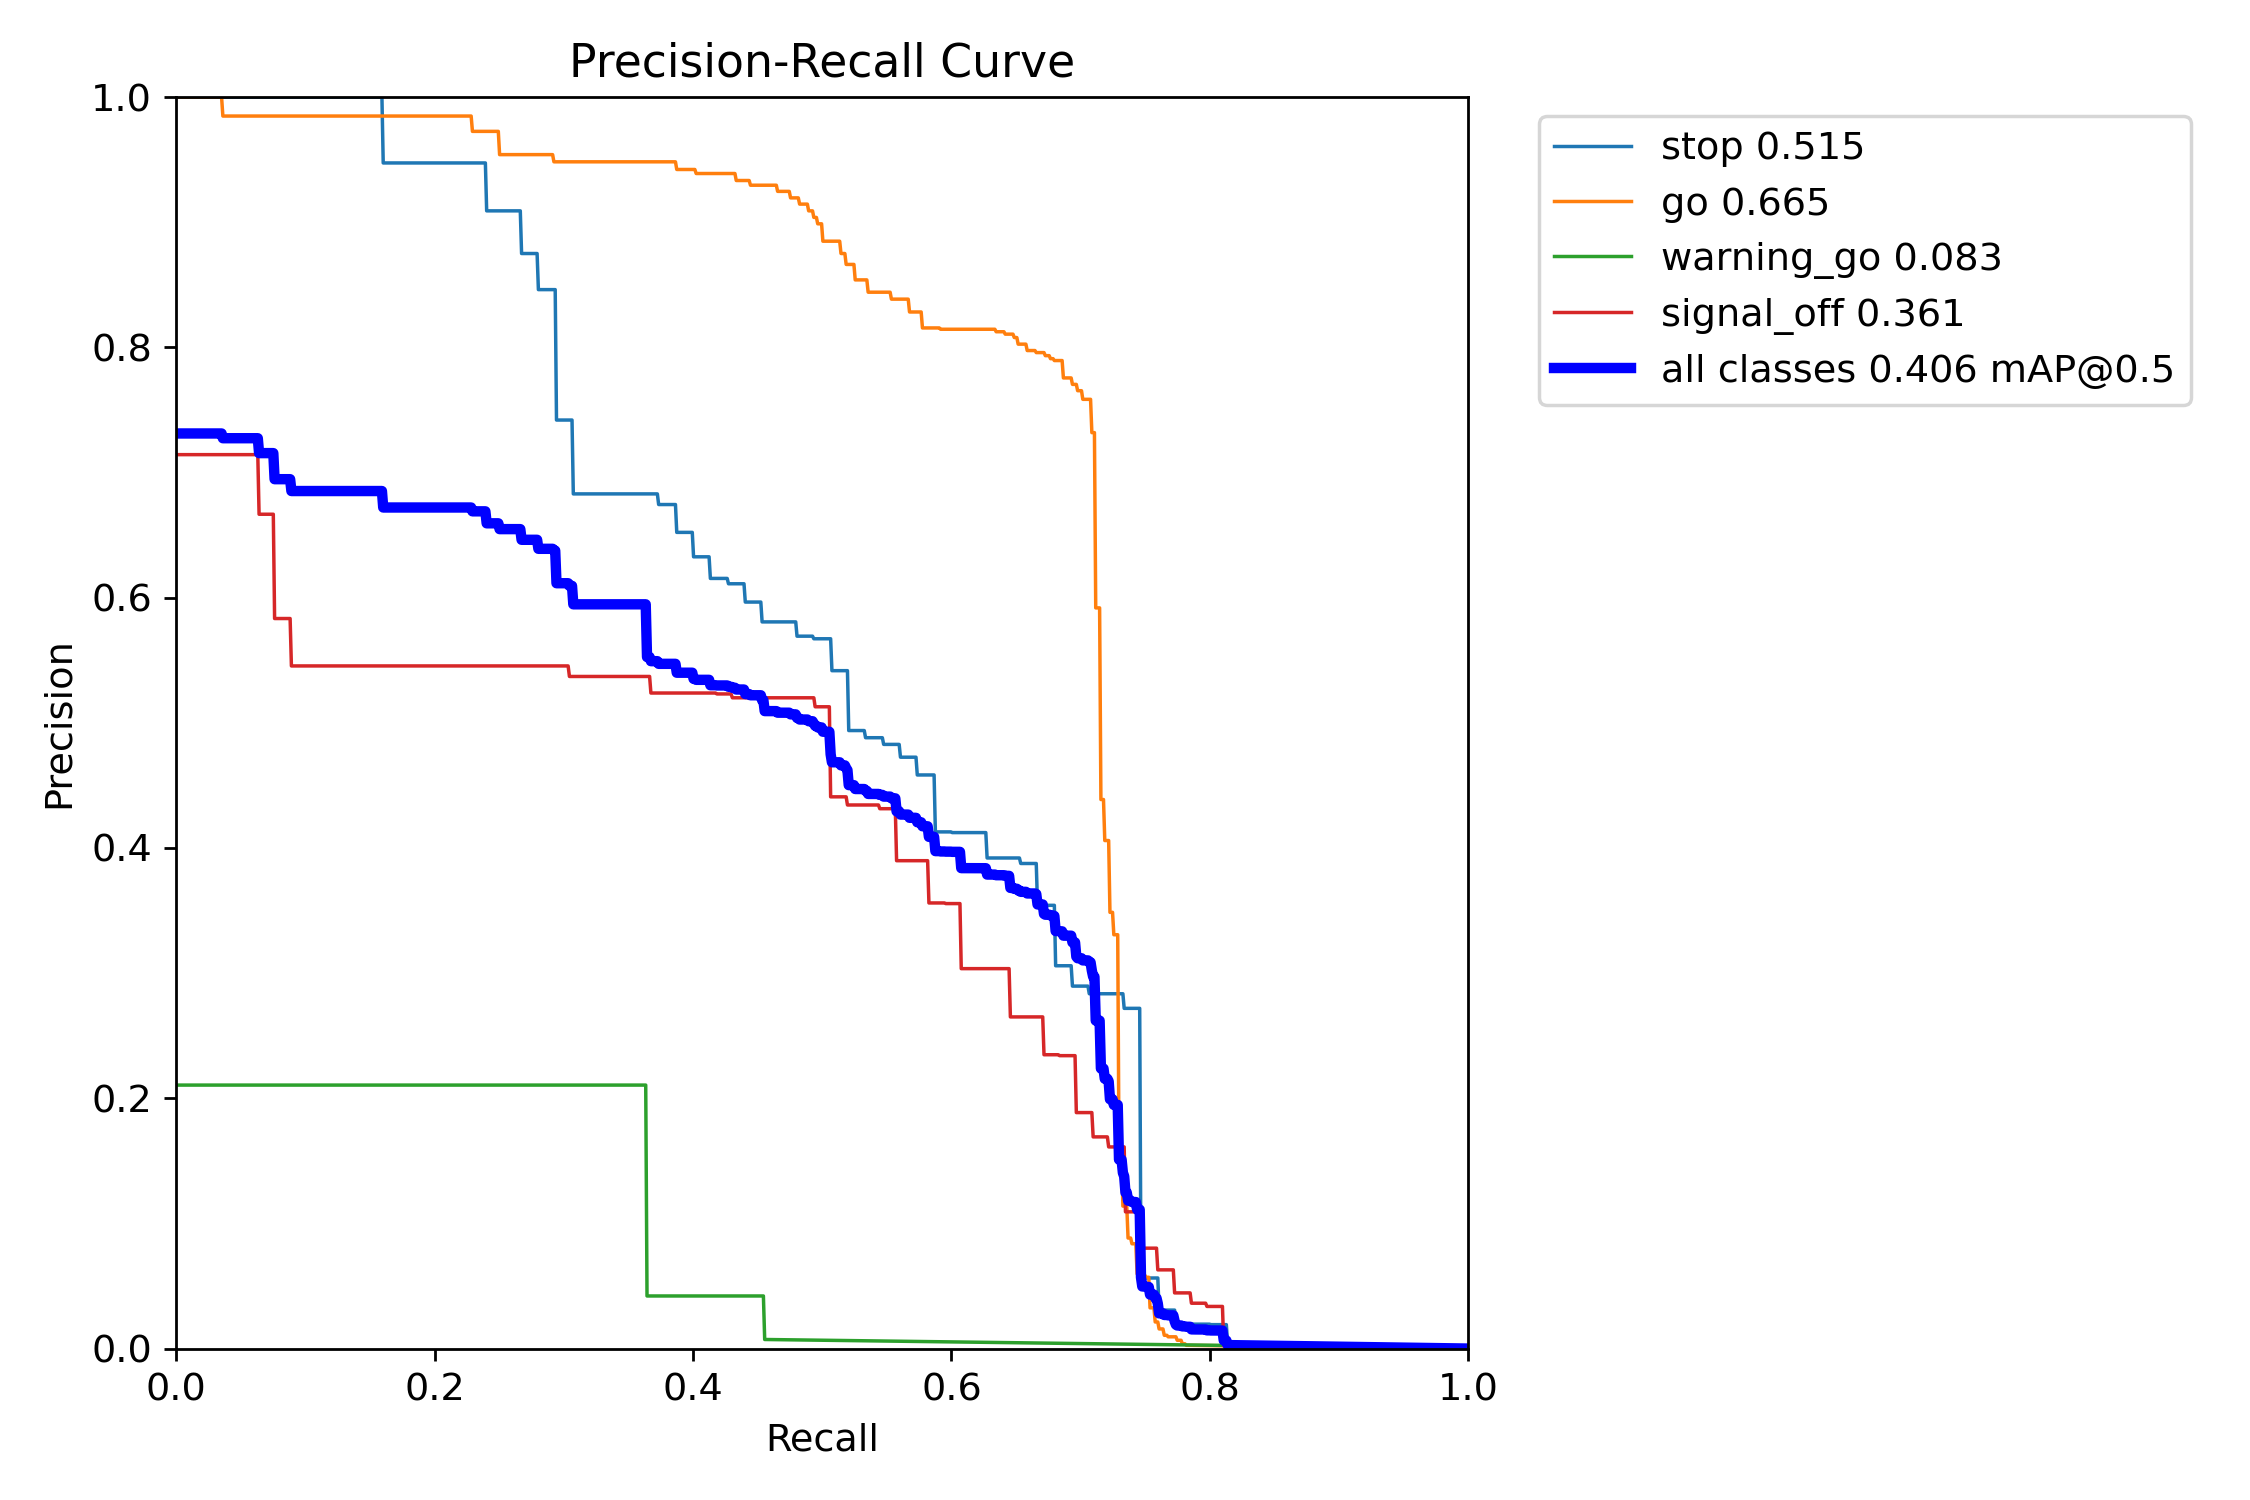 Precision-Recall Curve
1.0
0.8
0.6
0.4
0.2
0.0
Precision
0.0 0.2 0.4 0.6 0.8 1.0
Recall
stop 0.515
go 0.665
warning_go 0.083
signal_off 0.361
all classes 0.406 mAP@0.5